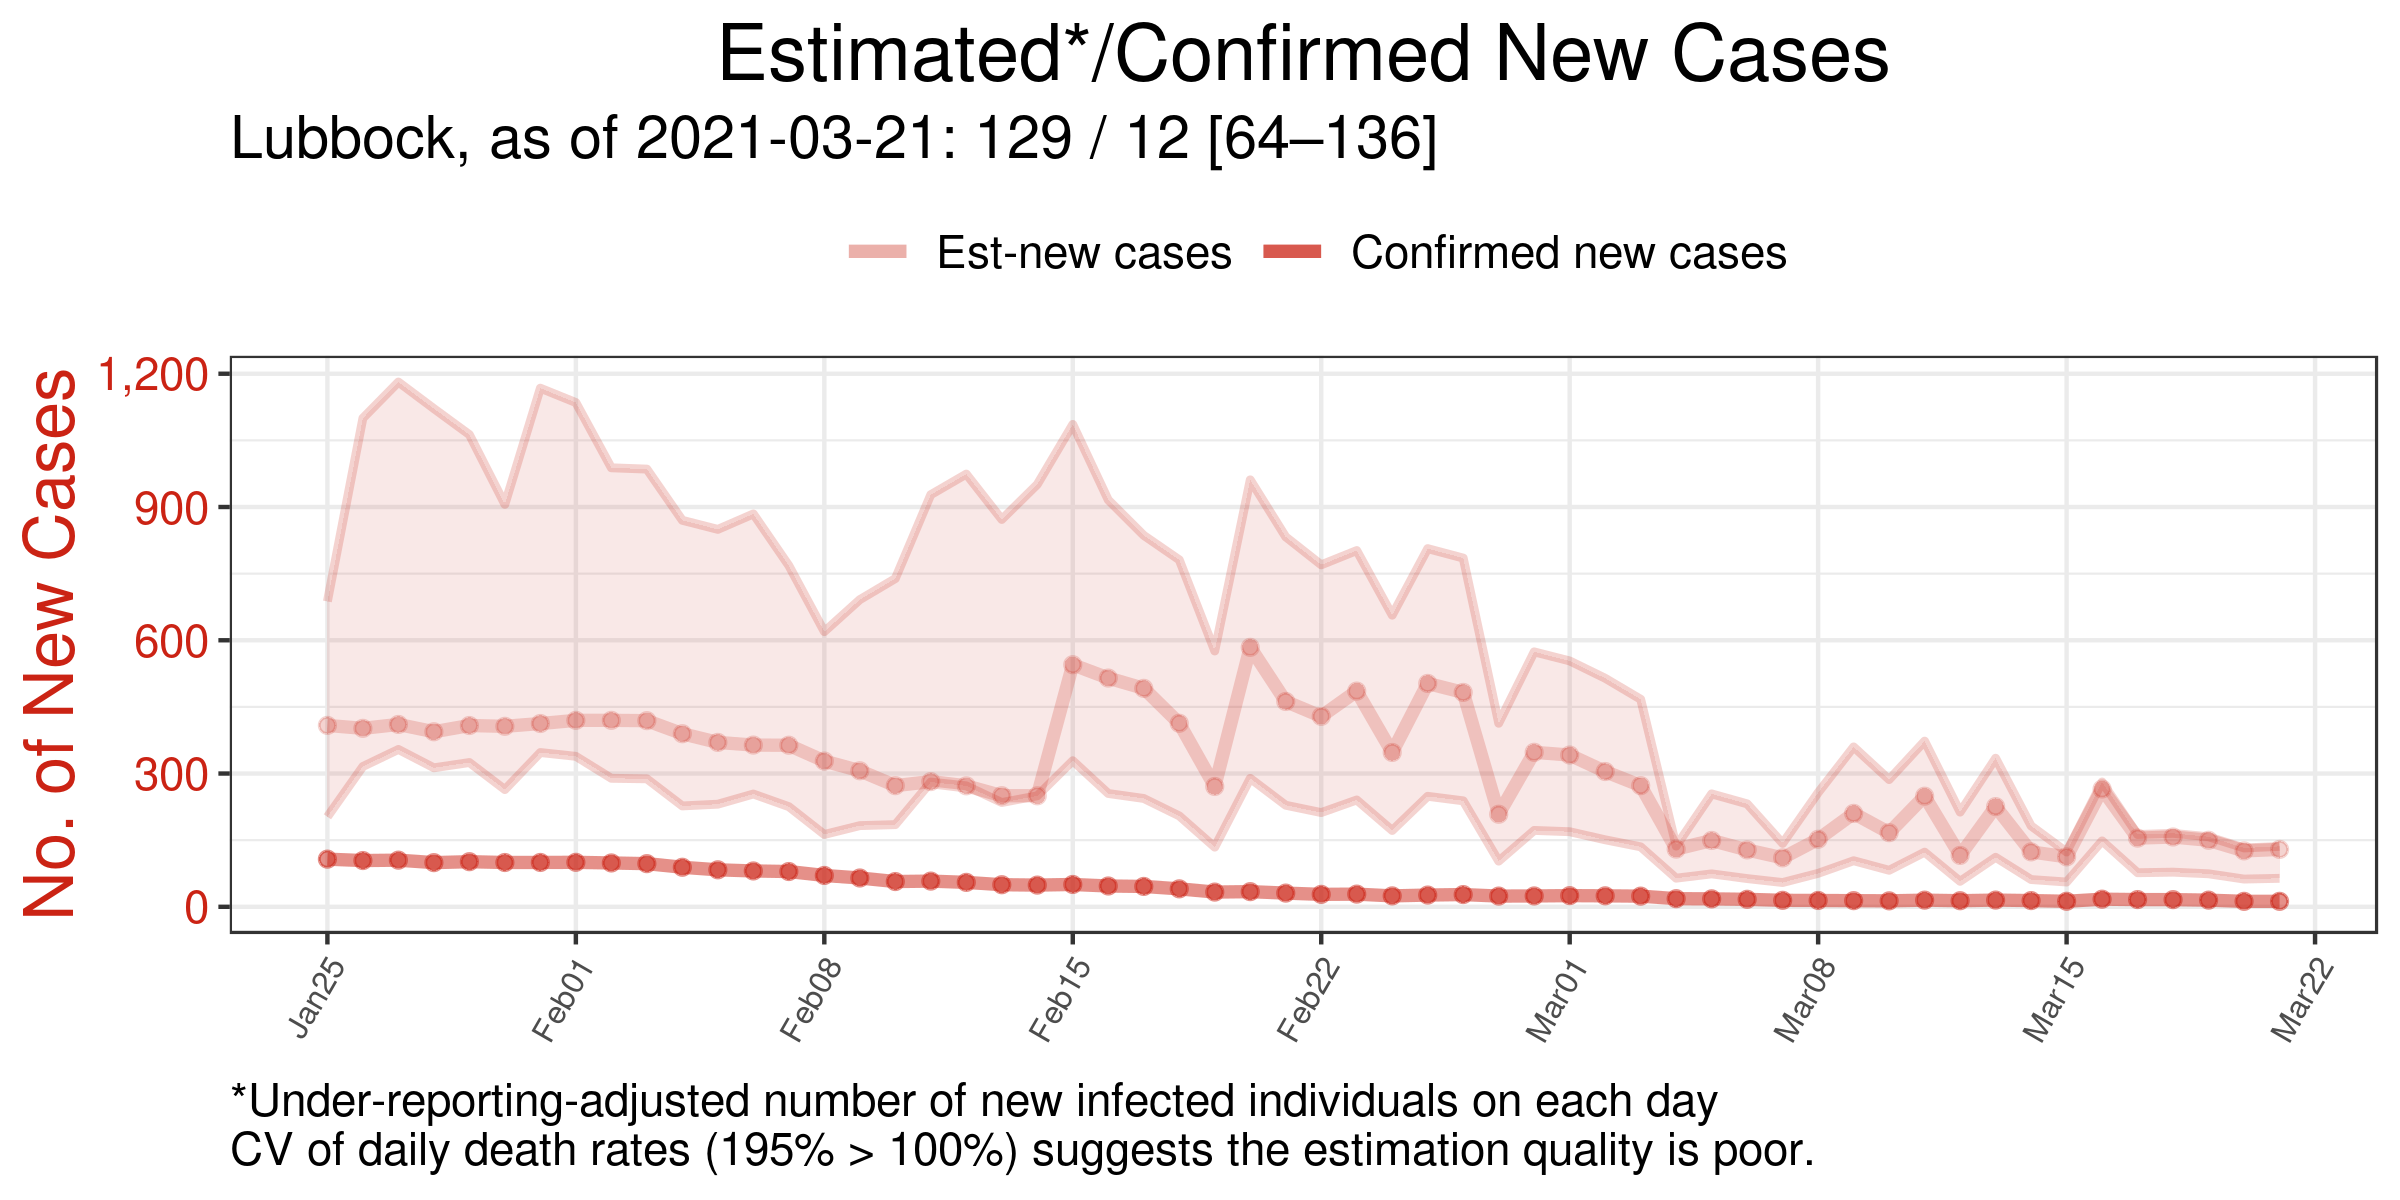 Estimated*/Confirmed New Cases
Lubbock, as of 2021-03-21: 129 / 12 [64–136]
Est-new cases
Confirmed new cases
No. of New Cases
1,200
900
600
300
0
Jan25
Feb01
Feb08
Feb15
Feb22
Mar01
Mar08
Mar15
Mar22
*Under-reporting-adjusted number of new infected individuals on each day
CV of daily death rates (195% > 100%) suggests the estimation quality is poor.